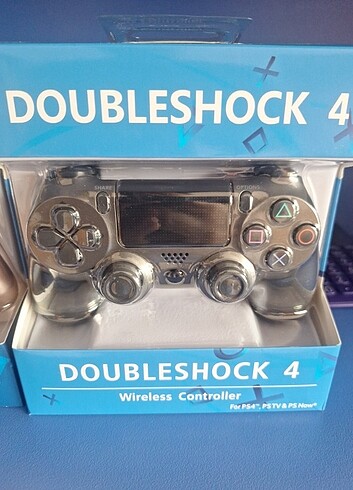 DOUBLESHOCK 4
SHARE
OPTIONS
DOUBLESHOCK 4
Wireless Controller
For PS4™, PSTV & PS Now®